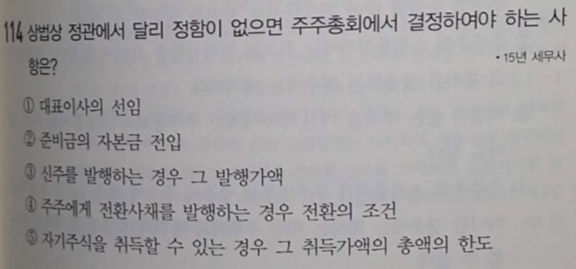 114 상법상 정관에서 달리 정함이 없으면 주주총회에서 결정하여야 하는 사
항은?
• 15년 세무사
① 대표이사의 선임
② 준비금의 자본금 전입
③ 신주를 발행하는 경우 그 발행가액
④ 주주에게 전환사채를 발행하는 경우 전환의 조건
⑤ 자기주식을 취득할 수 있는 경우 그 취득가액의 총액의 한도